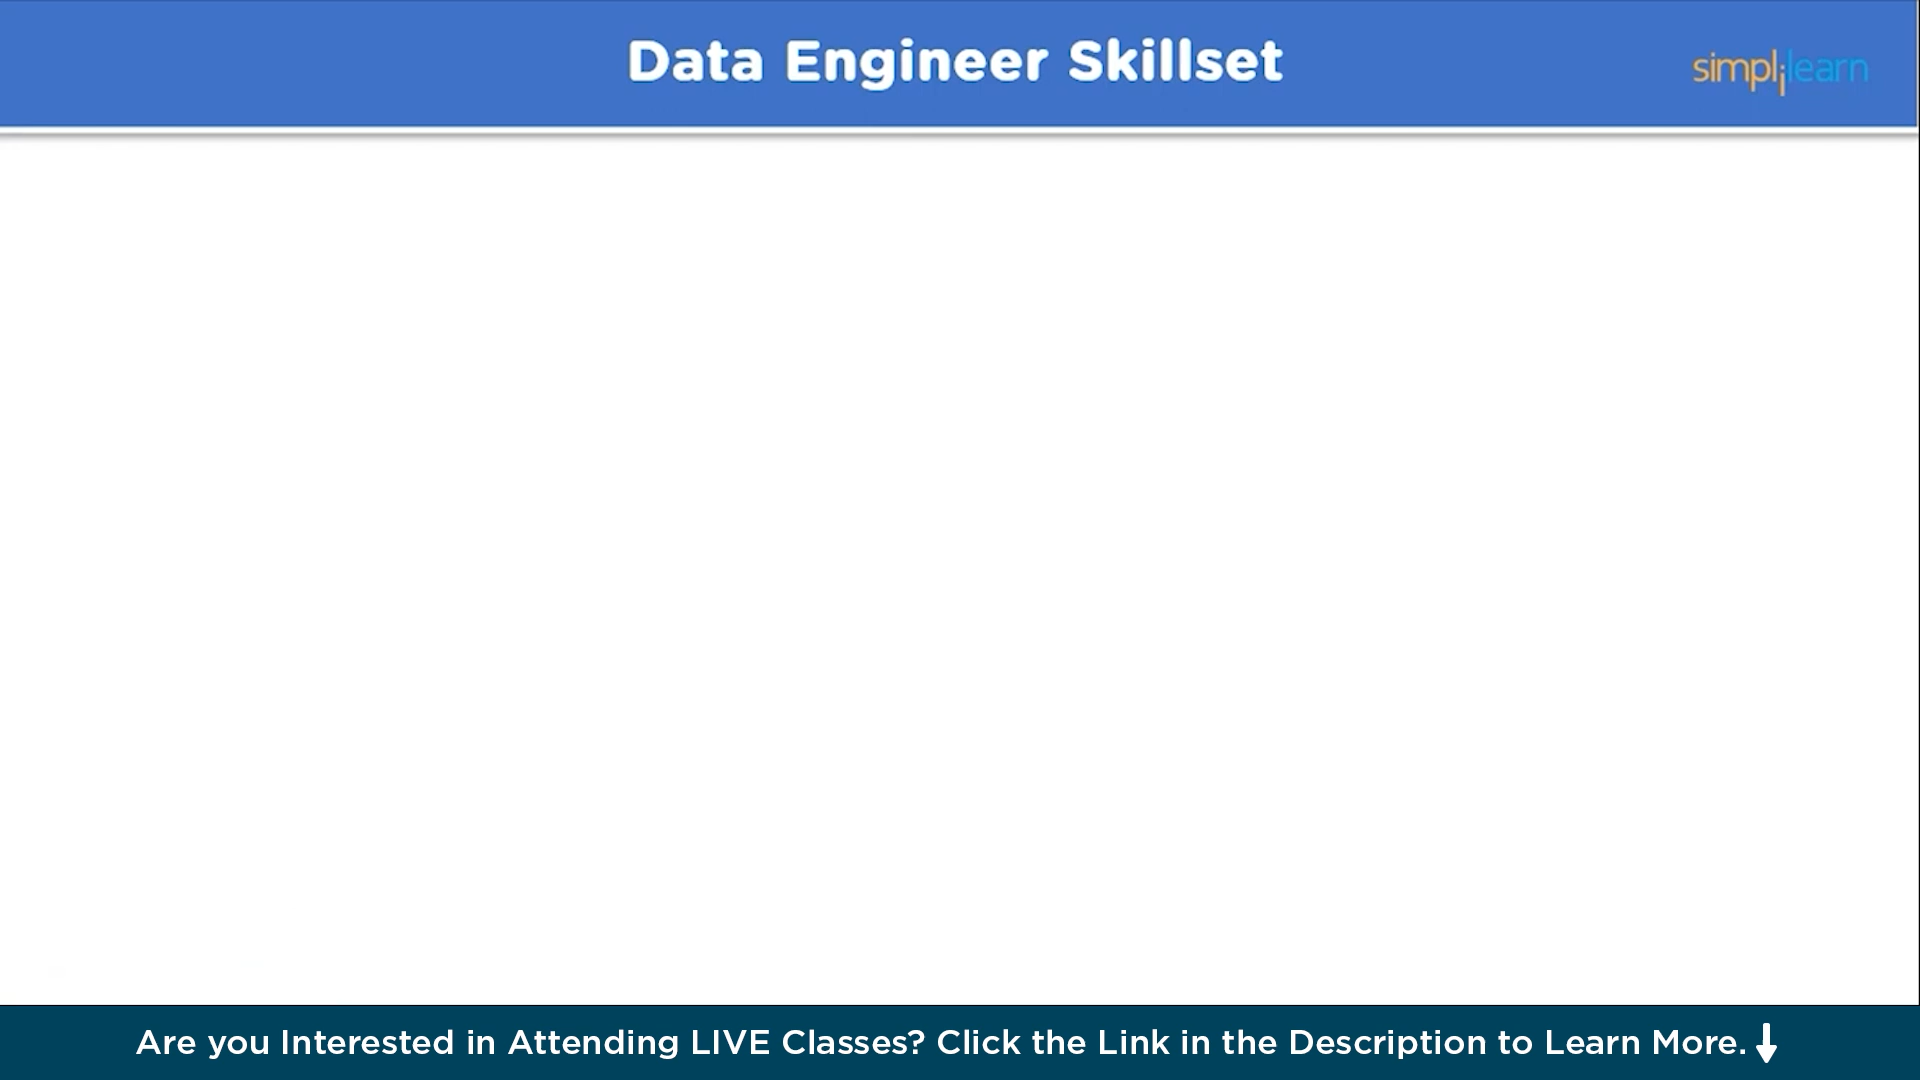 Data Engineer Skillset
simplilearn
Are you Interested in Attending LIVE Classes? Click the Link in the Description to Learn More.